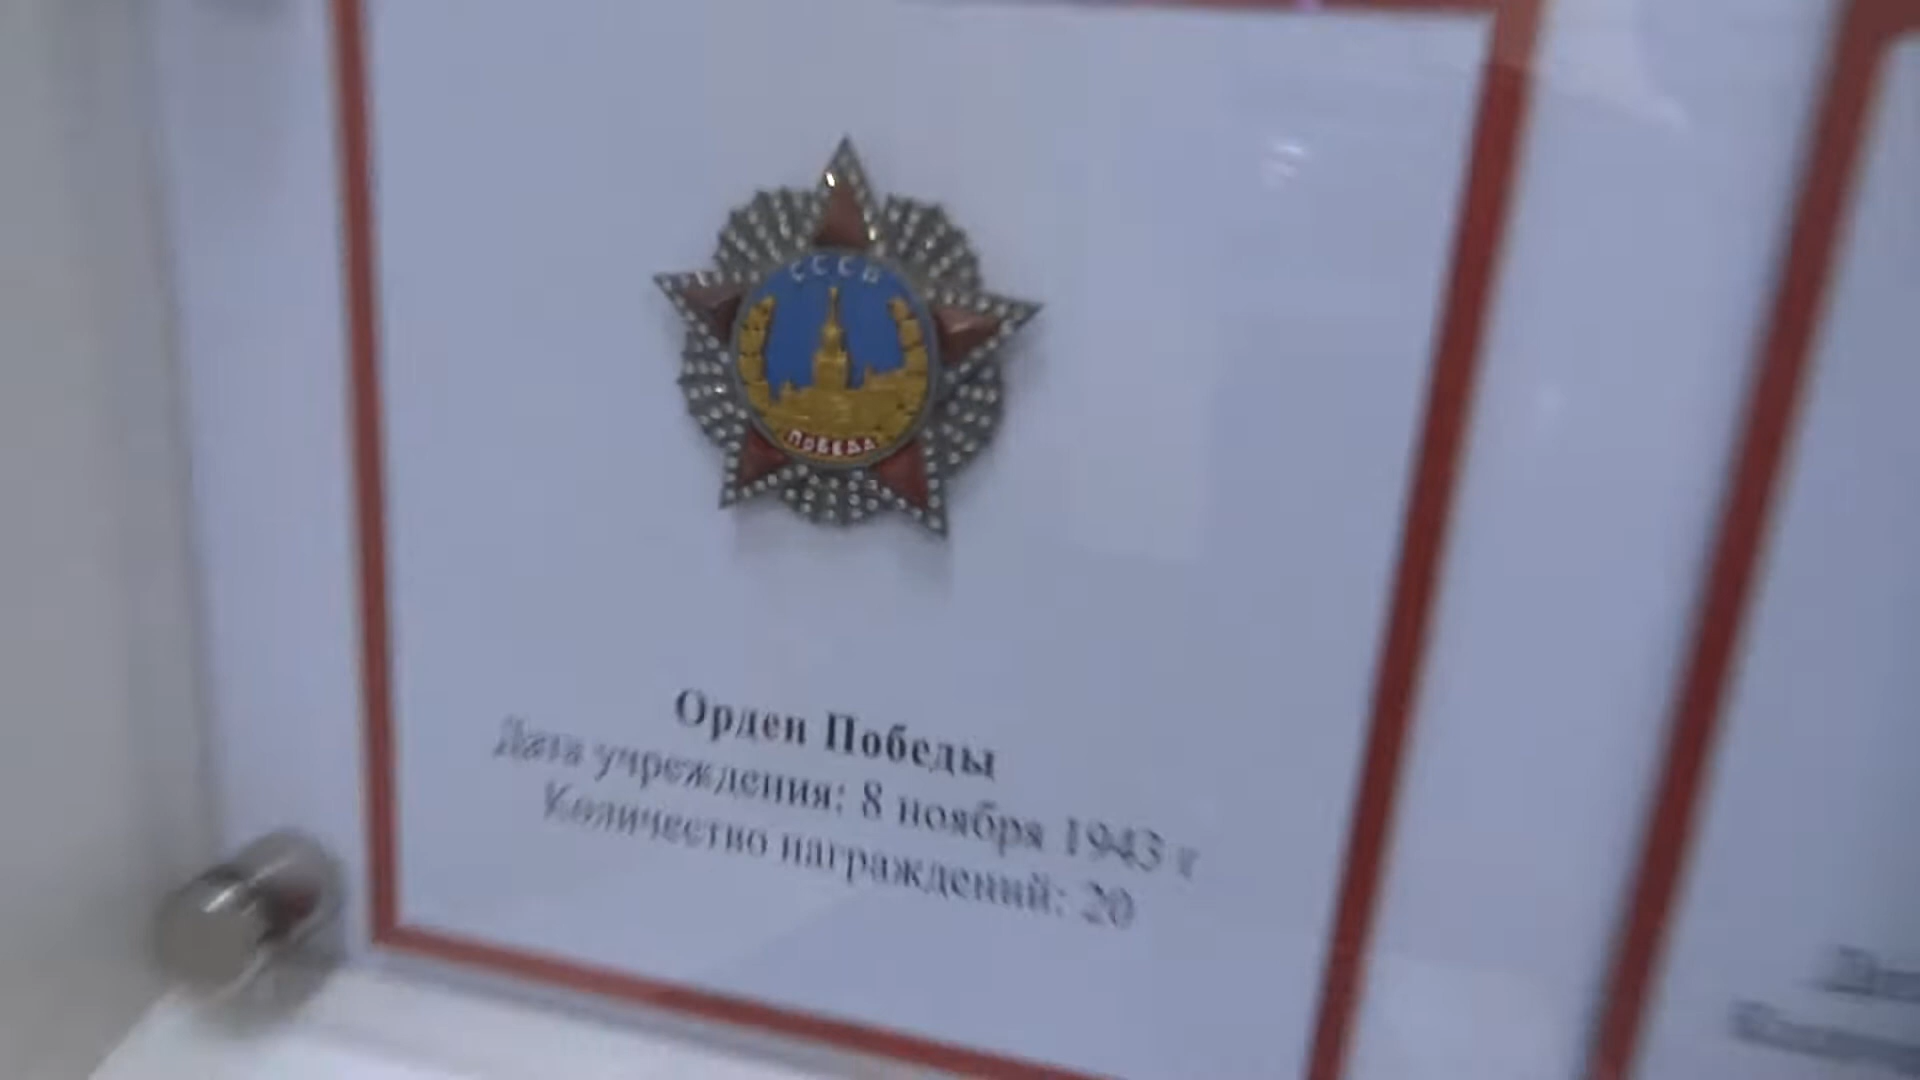 СССР
ПОБЕДА
Орден Победы
Дата учреждения: 8 ноября 1943 г
Количество награждений: 20